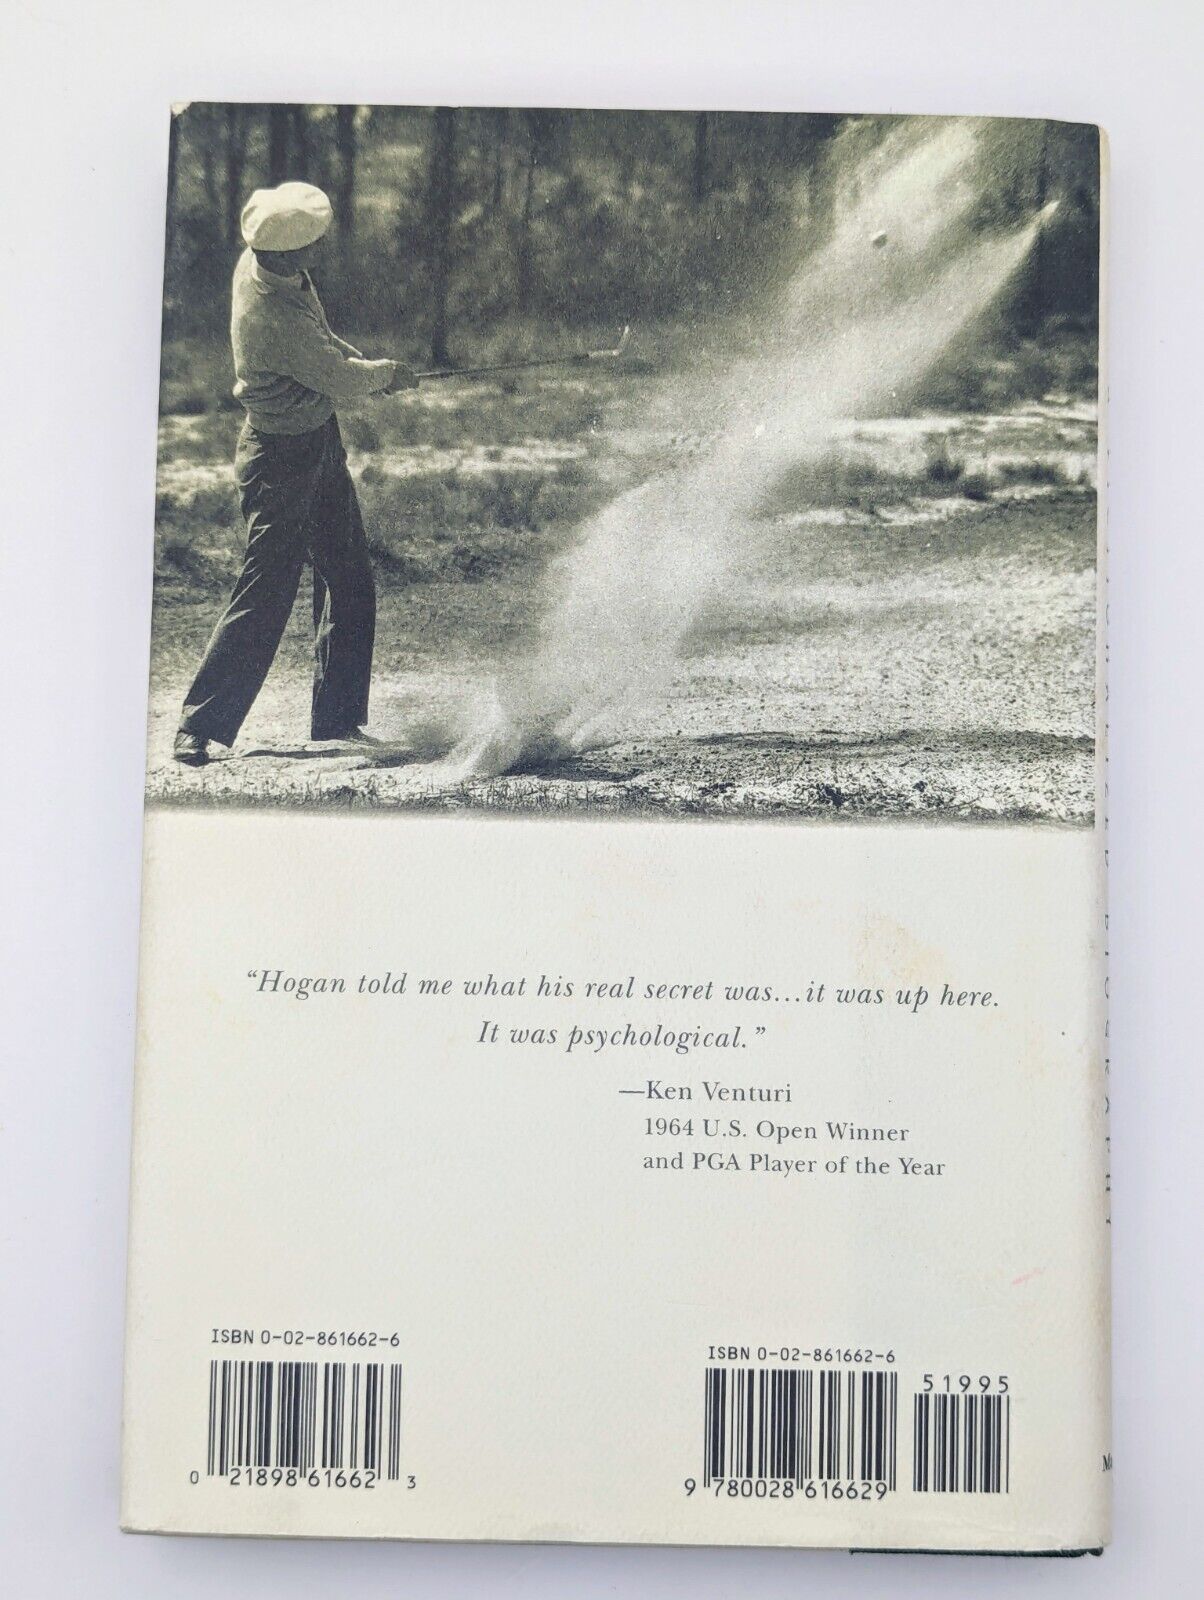 “Hogan told me what his real secret was...it was up here.
It was psychological.”
—Ken Venturi
1964 U.S. Open Winner
and PGA Player of the Year
ISBN 0-02-861662-6
0 21898 61662 3
ISBN 0-02-861662-6
51995
9 780028 616629